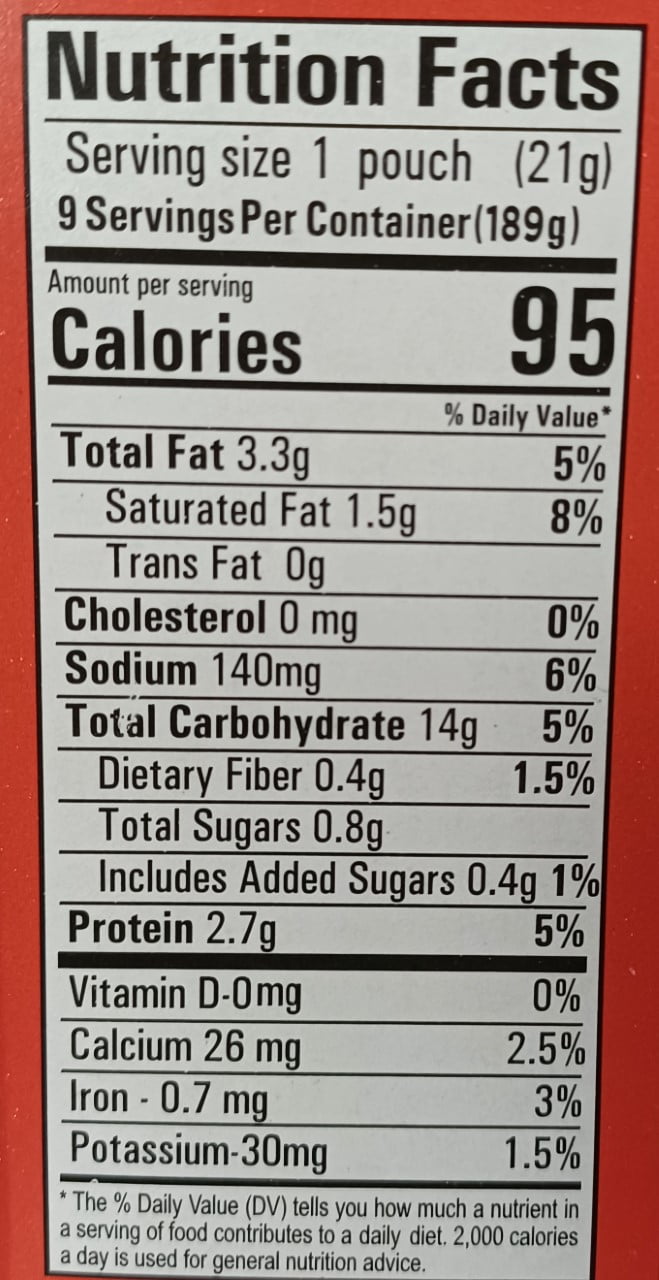 Nutrition Facts
Serving size 1 pouch (21g)
9 Servings Per Container(189g)
Amount per serving
Calories 95
% Daily Value*
Total Fat 3.3g 5%
Saturated Fat 1.5g 8%
Trans Fat 0g
Cholesterol 0 mg 0%
Sodium 140mg 6%
Total Carbohydrate 14g 5%
Dietary Fiber 0.4g 1.5%
Total Sugars 0.8g
Includes Added Sugars 0.4g 1%
Protein 2.7g 5%
Vitamin D-0mg 0%
Calcium 26 mg 2.5%
Iron - 0.7 mg 3%
Potassium-30mg 1.5%
* The % Daily Value (DV) tells you how much a nutrient in
a serving of food contributes to a daily diet. 2,000 calories
a day is used for general nutrition advice.